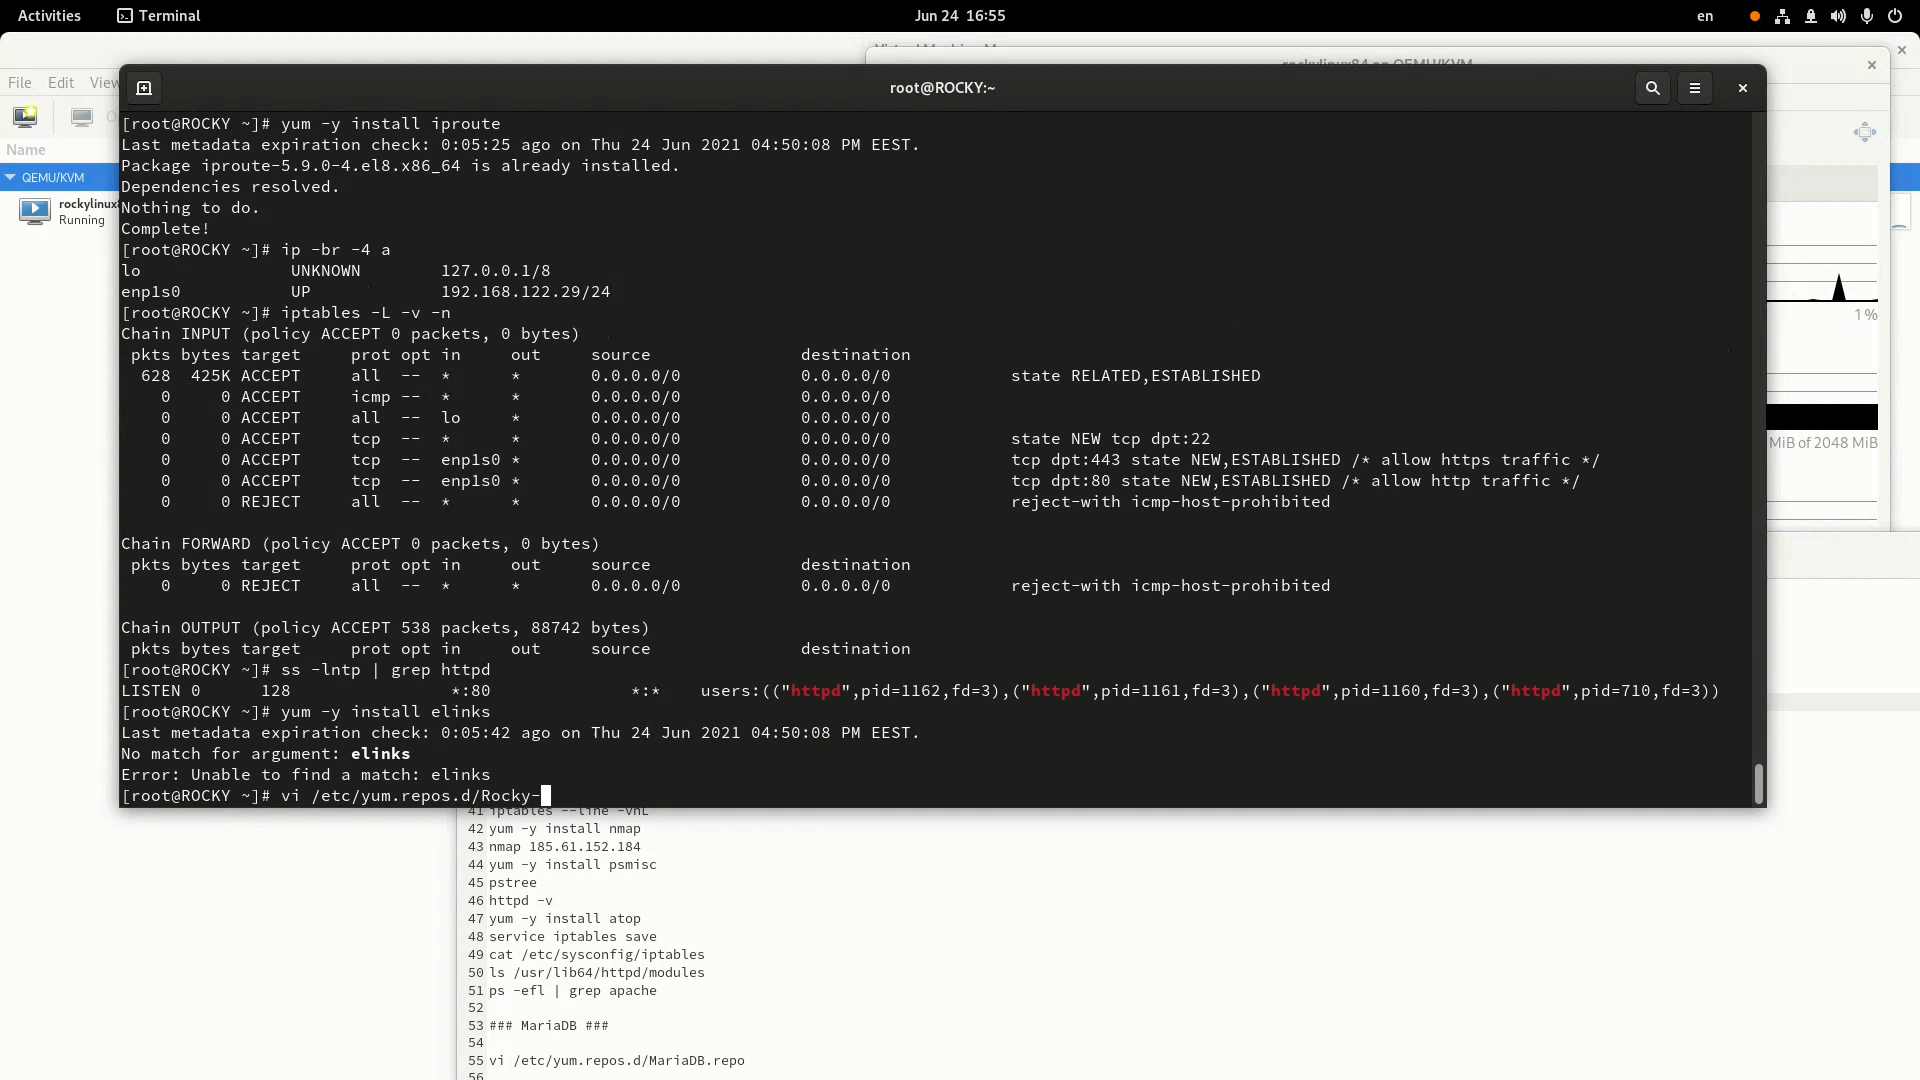 Activities
Terminal
Jun 24 16:55
en
File Edit View
rockylinux84 on QEMU/KVM
root@ROCKY:~
Name
QEMU/KVM
rockylinux
Running
[root@ROCKY ~]# yum -y install iproute
Last metadata expiration check: 0:05:25 ago on Thu 24 Jun 2021 04:50:08 PM EEST.
Package iproute-5.9.0-4.el8.x86_64 is already installed.
Dependencies resolved.
Nothing to do.
Complete!
[root@ROCKY ~]# ip -br -4 a
lo UNKNOWN 127.0.0.1/8
enp1s0 UP 192.168.122.29/24
[root@ROCKY ~]# iptables -L -v -n
Chain INPUT (policy ACCEPT 0 packets, 0 bytes)
pkts bytes target prot opt in out source destination
628 425K ACCEPT all -- * * 0.0.0.0/0 0.0.0.0/0 state RELATED,ESTABLISHED
0 0 ACCEPT icmp -- * * 0.0.0.0/0 0.0.0.0/0
0 0 ACCEPT all -- lo * 0.0.0.0/0 0.0.0.0/0
0 0 ACCEPT tcp -- * * 0.0.0.0/0 0.0.0.0/0 state NEW tcp dpt:22
0 0 ACCEPT tcp -- enp1s0 * 0.0.0.0/0 0.0.0.0/0 tcp dpt:443 state NEW,ESTABLISHED /* allow https traffic */
0 0 ACCEPT tcp -- enp1s0 * 0.0.0.0/0 0.0.0.0/0 tcp dpt:80 state NEW,ESTABLISHED /* allow http traffic */
0 0 REJECT all -- * * 0.0.0.0/0 0.0.0.0/0 reject-with icmp-host-prohibited
Chain FORWARD (policy ACCEPT 0 packets, 0 bytes)
pkts bytes target prot opt in out source destination
0 0 REJECT all -- * * 0.0.0.0/0 0.0.0.0/0 reject-with icmp-host-prohibited
Chain OUTPUT (policy ACCEPT 538 packets, 88742 bytes)
pkts bytes target prot opt in out source destination
[root@ROCKY ~]# ss -lntp | grep httpd
LISTEN 0 128 *:80 *:* users:(("httpd",pid=1162,fd=3),("httpd",pid=1161,fd=3),("httpd",pid=1160,fd=3),("httpd",pid=710,fd=3))
[root@ROCKY ~]# yum -y install elinks
Last metadata expiration check: 0:05:42 ago on Thu 24 Jun 2021 04:50:08 PM EEST.
No match for argument: elinks
Error: Unable to find a match: elinks
[root@ROCKY ~]# vi /etc/yum.repos.d/Rocky-
1%
MiB of 2048 MiB
41 iptables --line -vnL
42 yum -y install nmap
43 nmap 185.61.152.184
44 yum -y install psmisc
45 pstree
46 httpd -v
47 yum -y install atop
48 service iptables save
49 cat /etc/sysconfig/iptables
50 ls /usr/lib64/httpd/modules
51 ps -efl | grep apache
52
53 ### MariaDB ###
54
55 vi /etc/yum.repos.d/MariaDB.repo
56